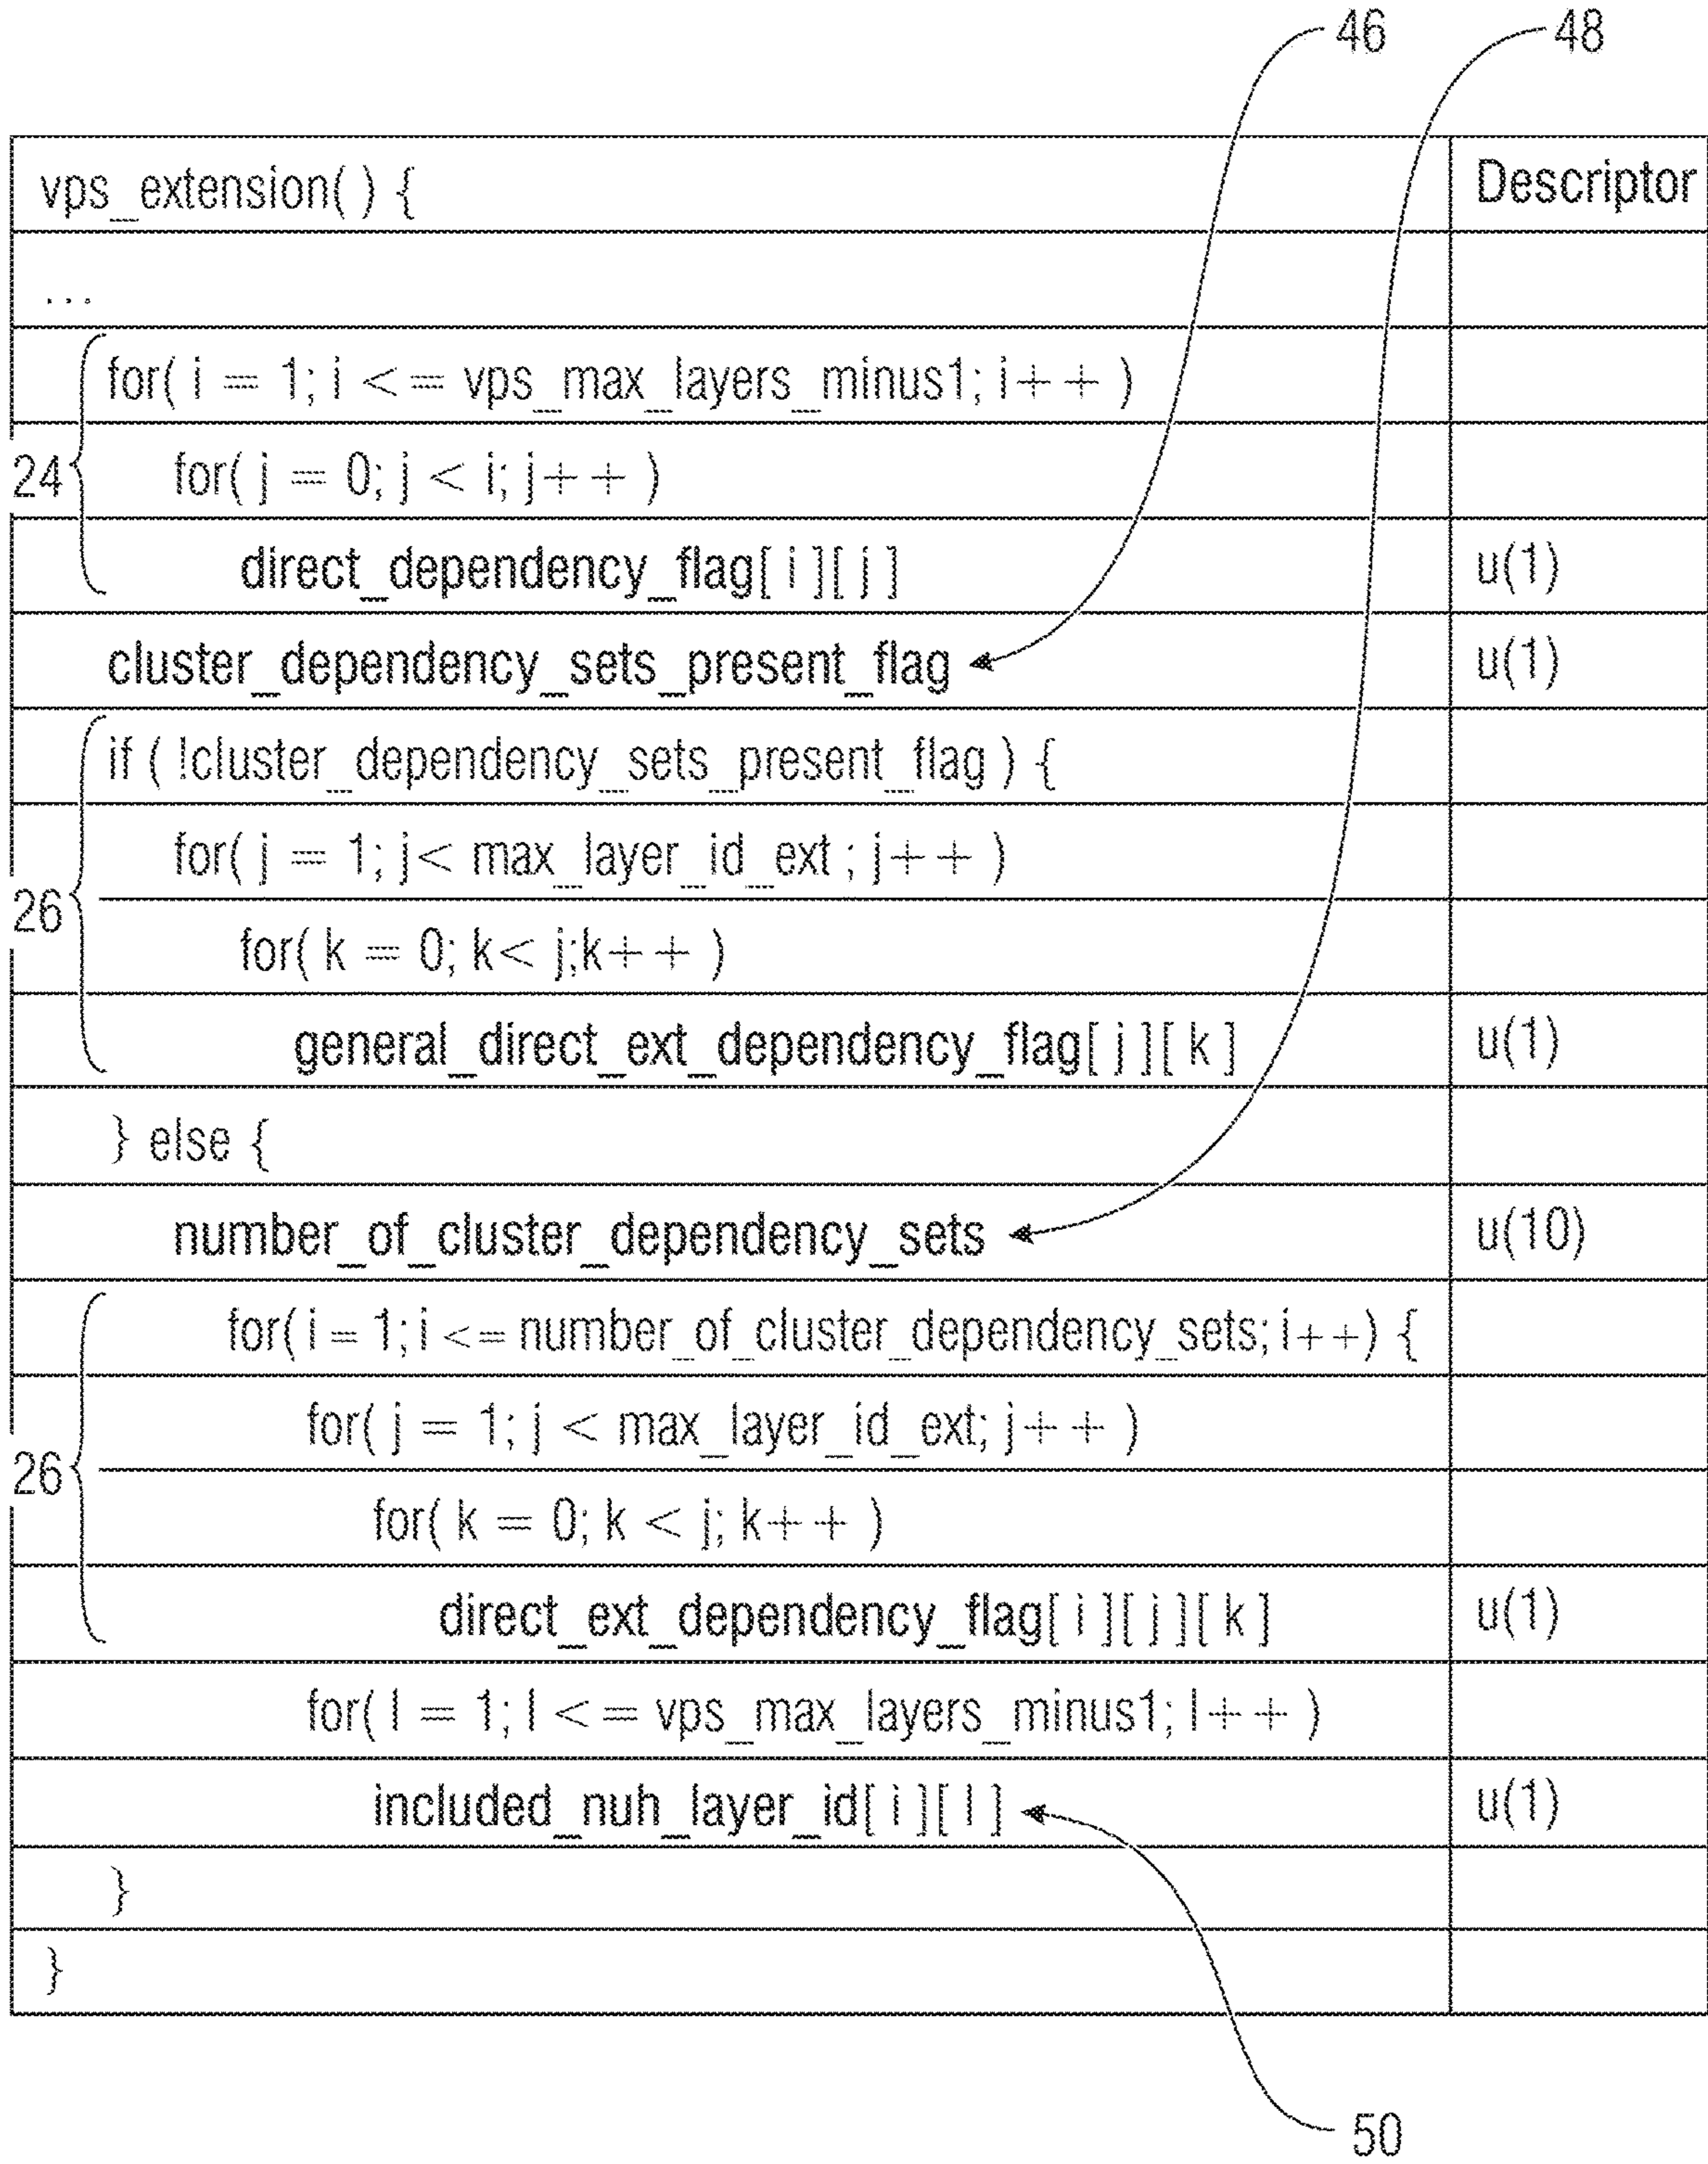 46 48
vps_extension( ) { Descriptor
...
for( i = 1; i <= vps_max_layers_minus1; i++ )
24 for( j = 0; j < i; j++ )
direct_dependency_flag[ i ][ j ] u(1)
cluster_dependency_sets_present_flag u(1)
if ( !cluster_dependency_sets_present_flag ) {
for( j = 1; j< max_layer_id_ext ; j++ )
26
for( k = 0; k< j;k++ )
general_direct_ext_dependency_flag[ j ][ k ] u(1)
} else {
number_of_cluster_dependency_sets u(10)
for( i = 1; i <= number_of_cluster_dependency_sets; i++) {
for( j = 1; j < max_layer_id_ext; j++ )
26
for( k = 0; k < j; k++ )
direct_ext_dependency_flag[ i ][ j ][ k ] u(1)
for( l = 1; l <= vps_max_layers_minus1; l++ )
included_nuh_layer_id[ i ][ l ] u(1)
}
}
50